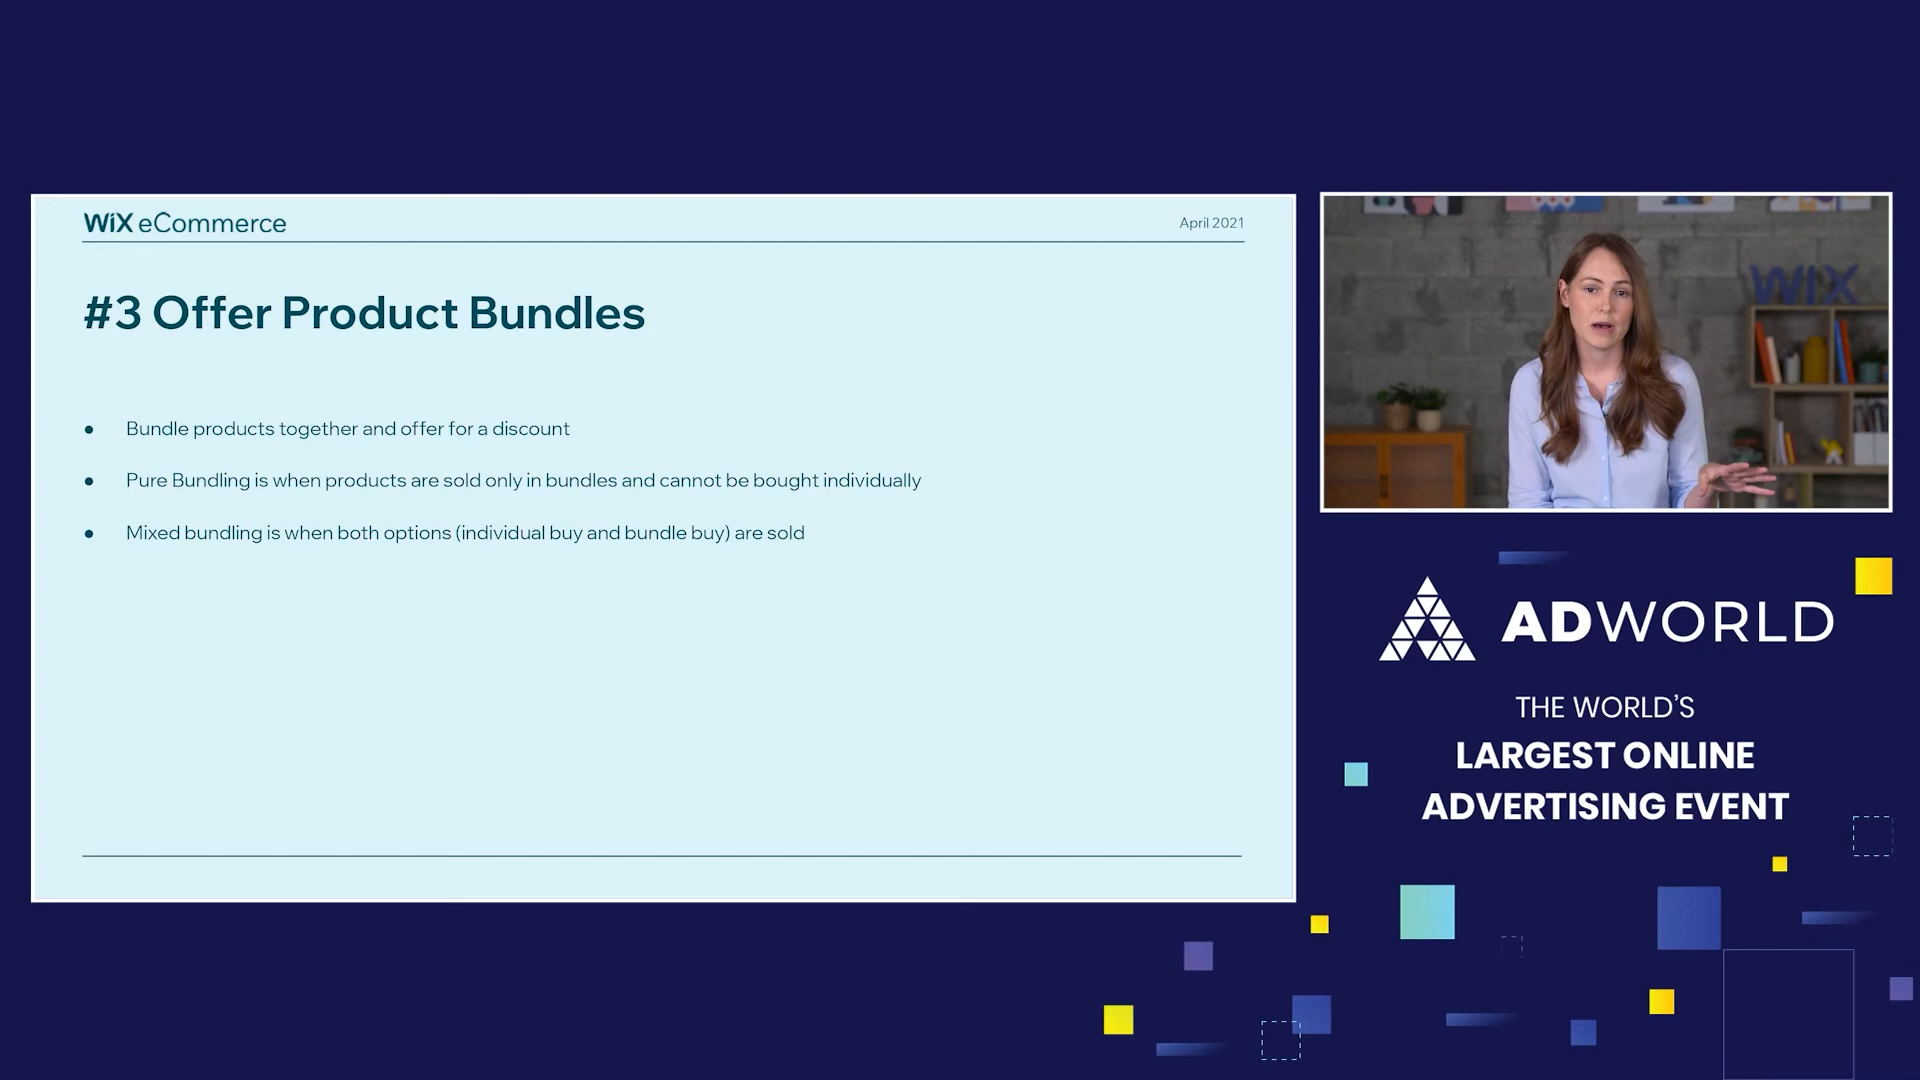 WiX eCommerce
April 2021
#3 Offer Product Bundles
● Bundle products together and offer for a discount
● Pure Bundling is when products are sold only in bundles and cannot be bought individually
● Mixed bundling is when both options (individual buy and bundle buy) are sold
WIX
ADWORLD
THE WORLD'S
LARGEST ONLINE
ADVERTISING EVENT